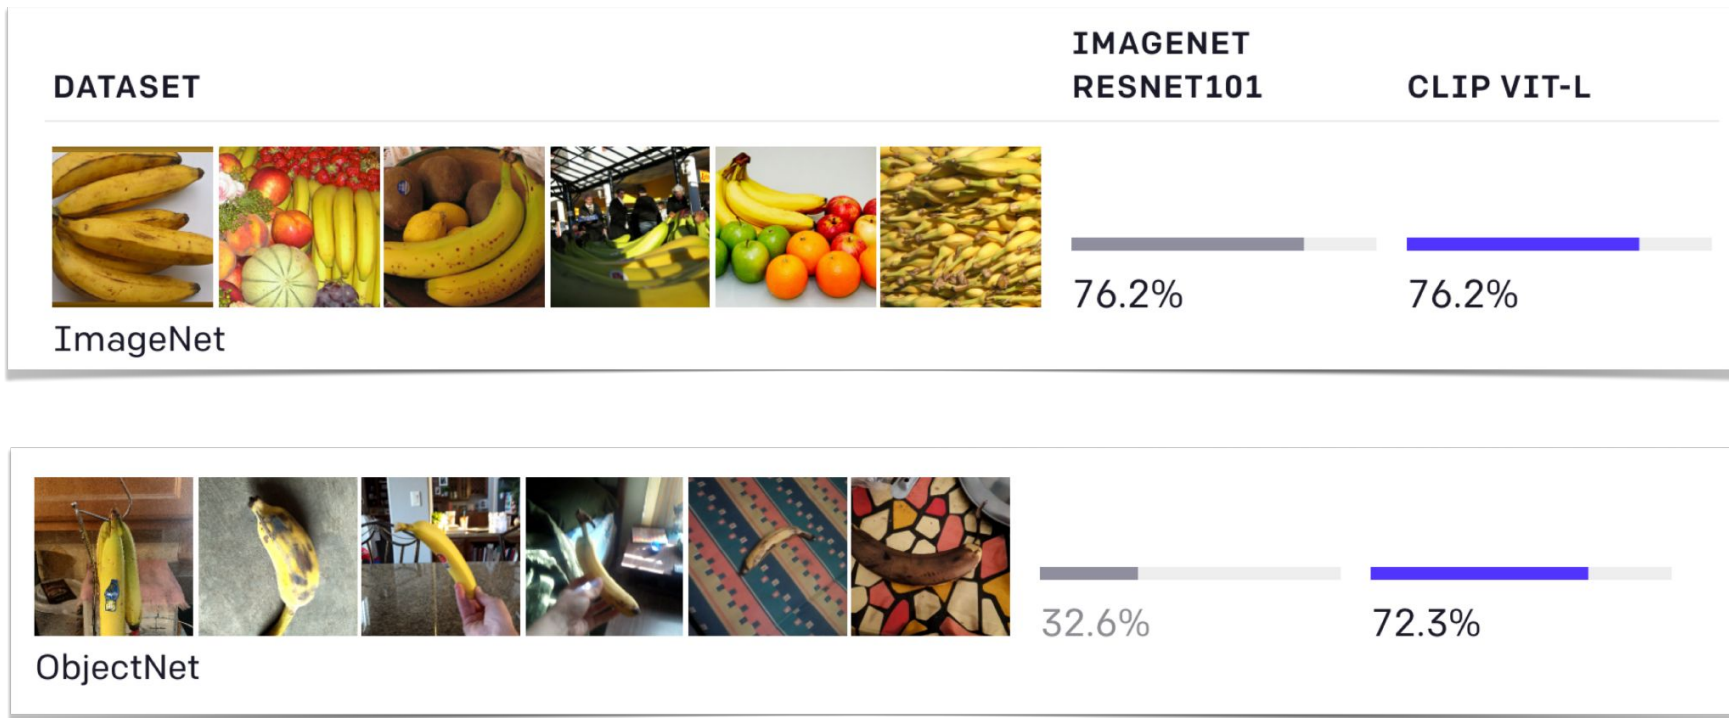 DATASET
IMAGENET
RESNET101
CLIP VIT-L
76.2%
76.2%
ImageNet
32.6%
72.3%
ObjectNet